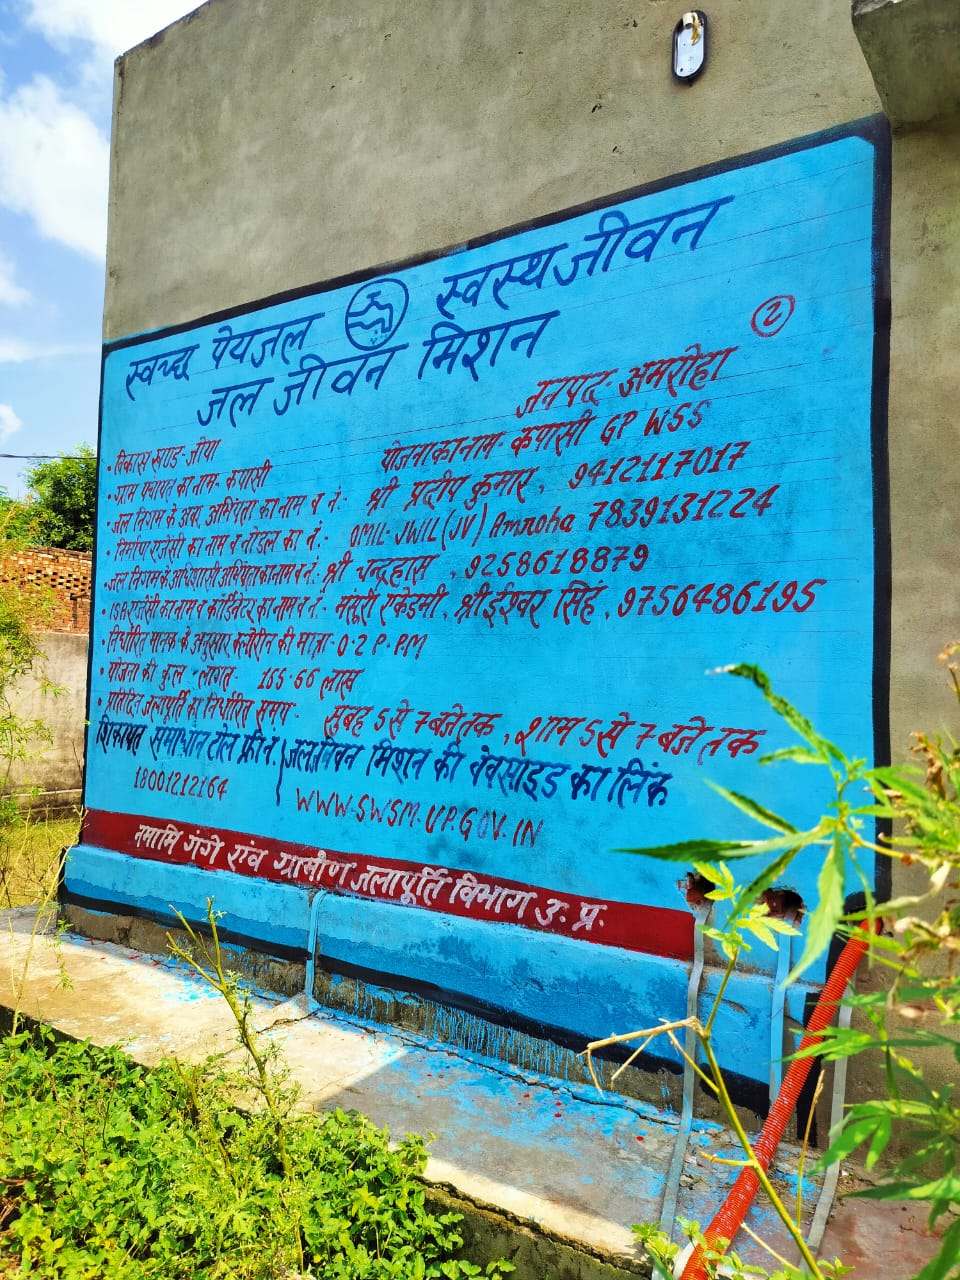 स्वच्छ पेयजल स्वस्थ जीवन
जल जीवन मिशन
2
जनपद- अमरोहा
• विकास खण्ड- जोया
योजना का नाम- कपासी GP WSS
• ग्राम पंचायत का नाम- कपासी
• जल निगम के अव. अभियंता का नाम व नं.- श्री प्रदीप कुमार, 9412117017
• निर्माण एजेंसी का नाम व नोडल का नं.- OMIL-JWIL (JV) Amroha 7839131224
• जल निगम के अधिशासी अभियंता का नाम व नं.- श्री चन्द्रहास, 9258618879
• ISA एजेंसी का नाम व कॉर्डिनेटर का नाम व नं.- मंसूरी एकेडमी, श्री ईश्वर सिंह, 9756486195
• निर्धारित मानक के अनुसार क्लोरीन की मात्रा- 0.2 P.P.M
• योजना की कुल लागत- 155.66 लाख
• प्रतिदिन जलापूर्ति का निर्धारित समय- सुबह 5 से 7 बजे तक, शाम 5 से 7 बजे तक
शिकायत समाधान टोल फ्री नं. जल जीवन मिशन की वेवसाइड का लिंक
18001212164
WWW.SWSM.UP.GOV.IN
नमामि गंगे एंव ग्रामीण जलापूर्ति विभाग उ. प्र.